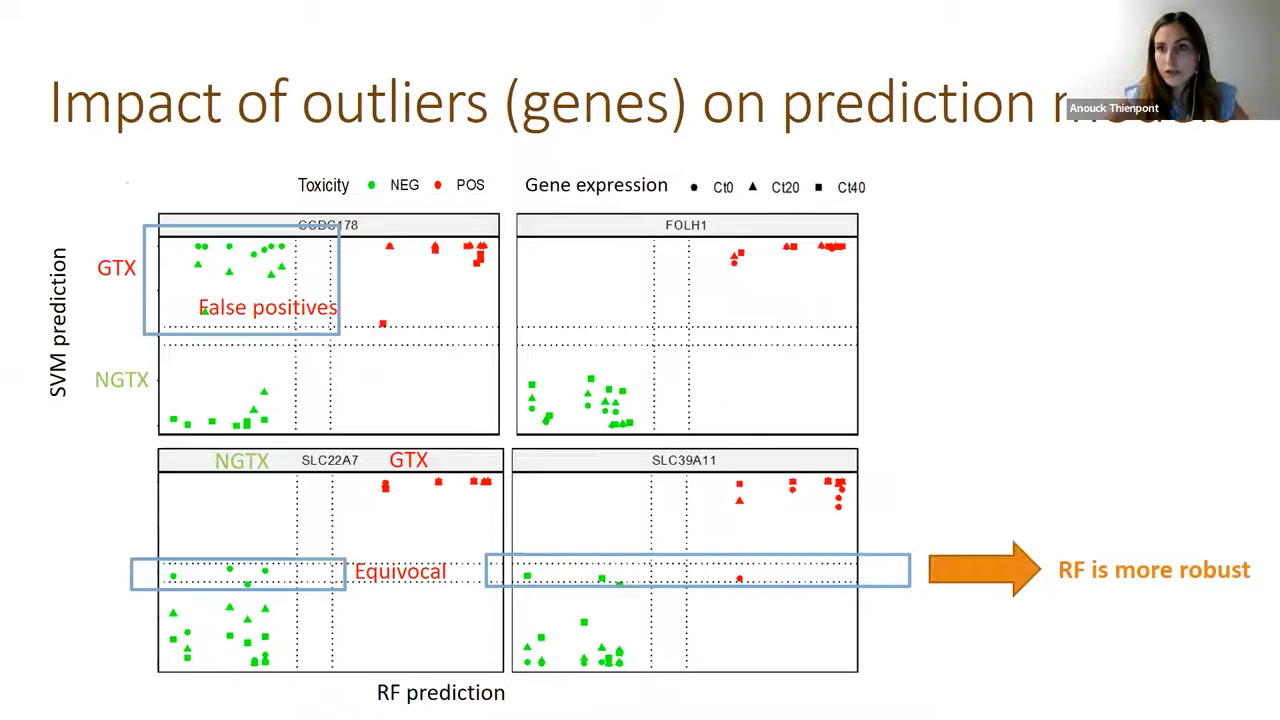 Impact of outliers (genes) on prediction
Anouck Thienpont
Toxicity NEG POS Gene expression Ct0 Ct20 Ct40
FOLH1
SVM prediction
GTX
False positives
NGTX
NGTX SLC22A7 GTX
SLC39A11
Equivocal
RF is more robust
RF prediction